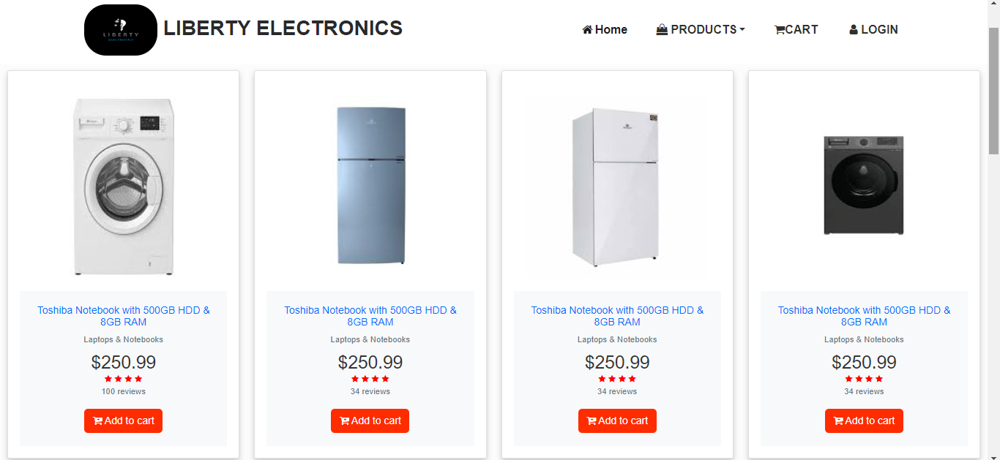 LIBERTY
LIBERTY ELECTRONICS
Home
PRODUCTS
CART
LOGIN
Toshiba Notebook with 500GB HDD &
8GB RAM
Laptops & Notebooks
$250.99
100 reviews
Add to cart
Toshiba Notebook with 500GB HDD &
8GB RAM
Laptops & Notebooks
$250.99
34 reviews
Add to cart
Toshiba Notebook with 500GB HDD &
8GB RAM
Laptops & Notebooks
$250.99
34 reviews
Add to cart
Toshiba Notebook with 500GB HDD &
8GB RAM
Laptops & Notebooks
$250.99
34 reviews
Add to cart